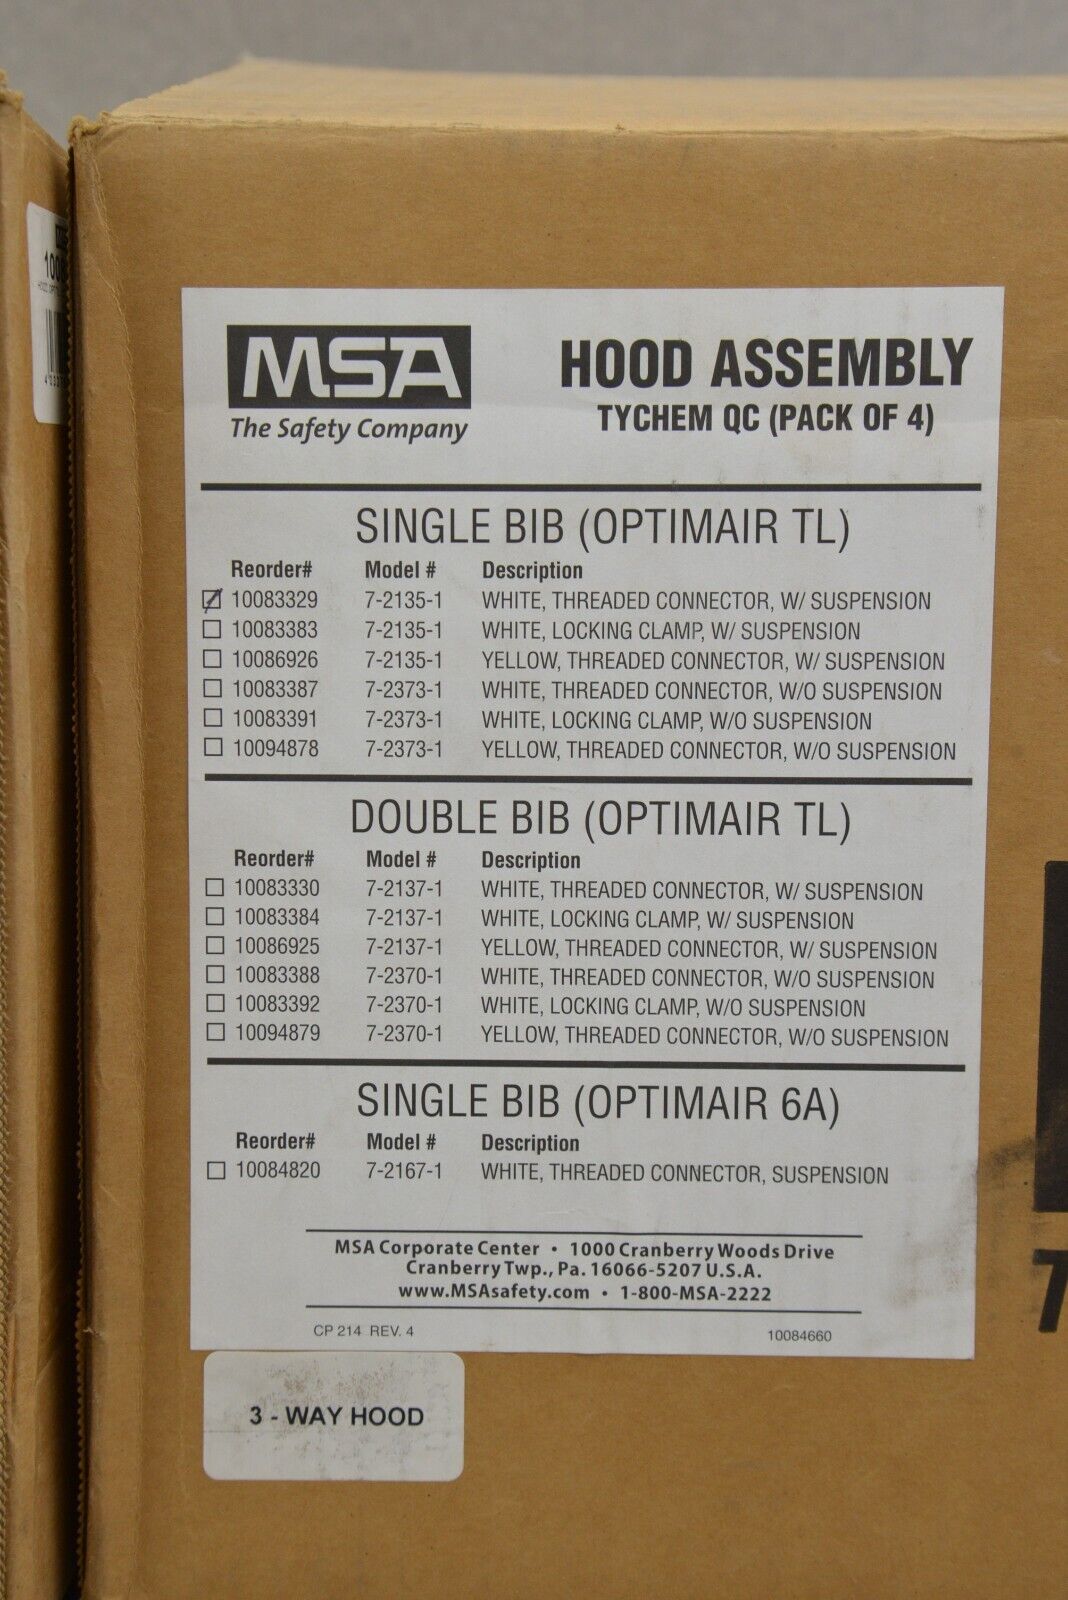 MSA
The Safety Company
HOOD ASSEMBLY
TYCHEM QC (PACK OF 4)
SINGLE BIB (OPTIMAIR TL)
Reorder# Model # Description
10083329 7-2135-1 WHITE, THREADED CONNECTOR, W/ SUSPENSION
10083383 7-2135-1 WHITE, LOCKING CLAMP, W/ SUSPENSION
10086926 7-2135-1 YELLOW, THREADED CONNECTOR, W/ SUSPENSION
10083387 7-2373-1 WHITE, THREADED CONNECTOR, W/O SUSPENSION
10083391 7-2373-1 WHITE, LOCKING CLAMP, W/O SUSPENSION
10094878 7-2373-1 YELLOW, THREADED CONNECTOR, W/O SUSPENSION
DOUBLE BIB (OPTIMAIR TL)
Reorder# Model # Description
10083330 7-2137-1 WHITE, THREADED CONNECTOR, W/ SUSPENSION
10083384 7-2137-1 WHITE, LOCKING CLAMP, W/ SUSPENSION
10086925 7-2137-1 YELLOW, THREADED CONNECTOR, W/ SUSPENSION
10083388 7-2370-1 WHITE, THREADED CONNECTOR, W/O SUSPENSION
10083392 7-2370-1 WHITE, LOCKING CLAMP, W/O SUSPENSION
10094879 7-2370-1 YELLOW, THREADED CONNECTOR, W/O SUSPENSION
SINGLE BIB (OPTIMAIR 6A)
Reorder# Model # Description
10084820 7-2167-1 WHITE, THREADED CONNECTOR, SUSPENSION
MSA Corporate Center • 1000 Cranberry Woods Drive
Cranberry Twp., Pa. 16066-5207 U.S.A.
www.MSAsafety.com • 1-800-MSA-2222
CP 214 REV. 4 10084660
3 - WAY HOOD